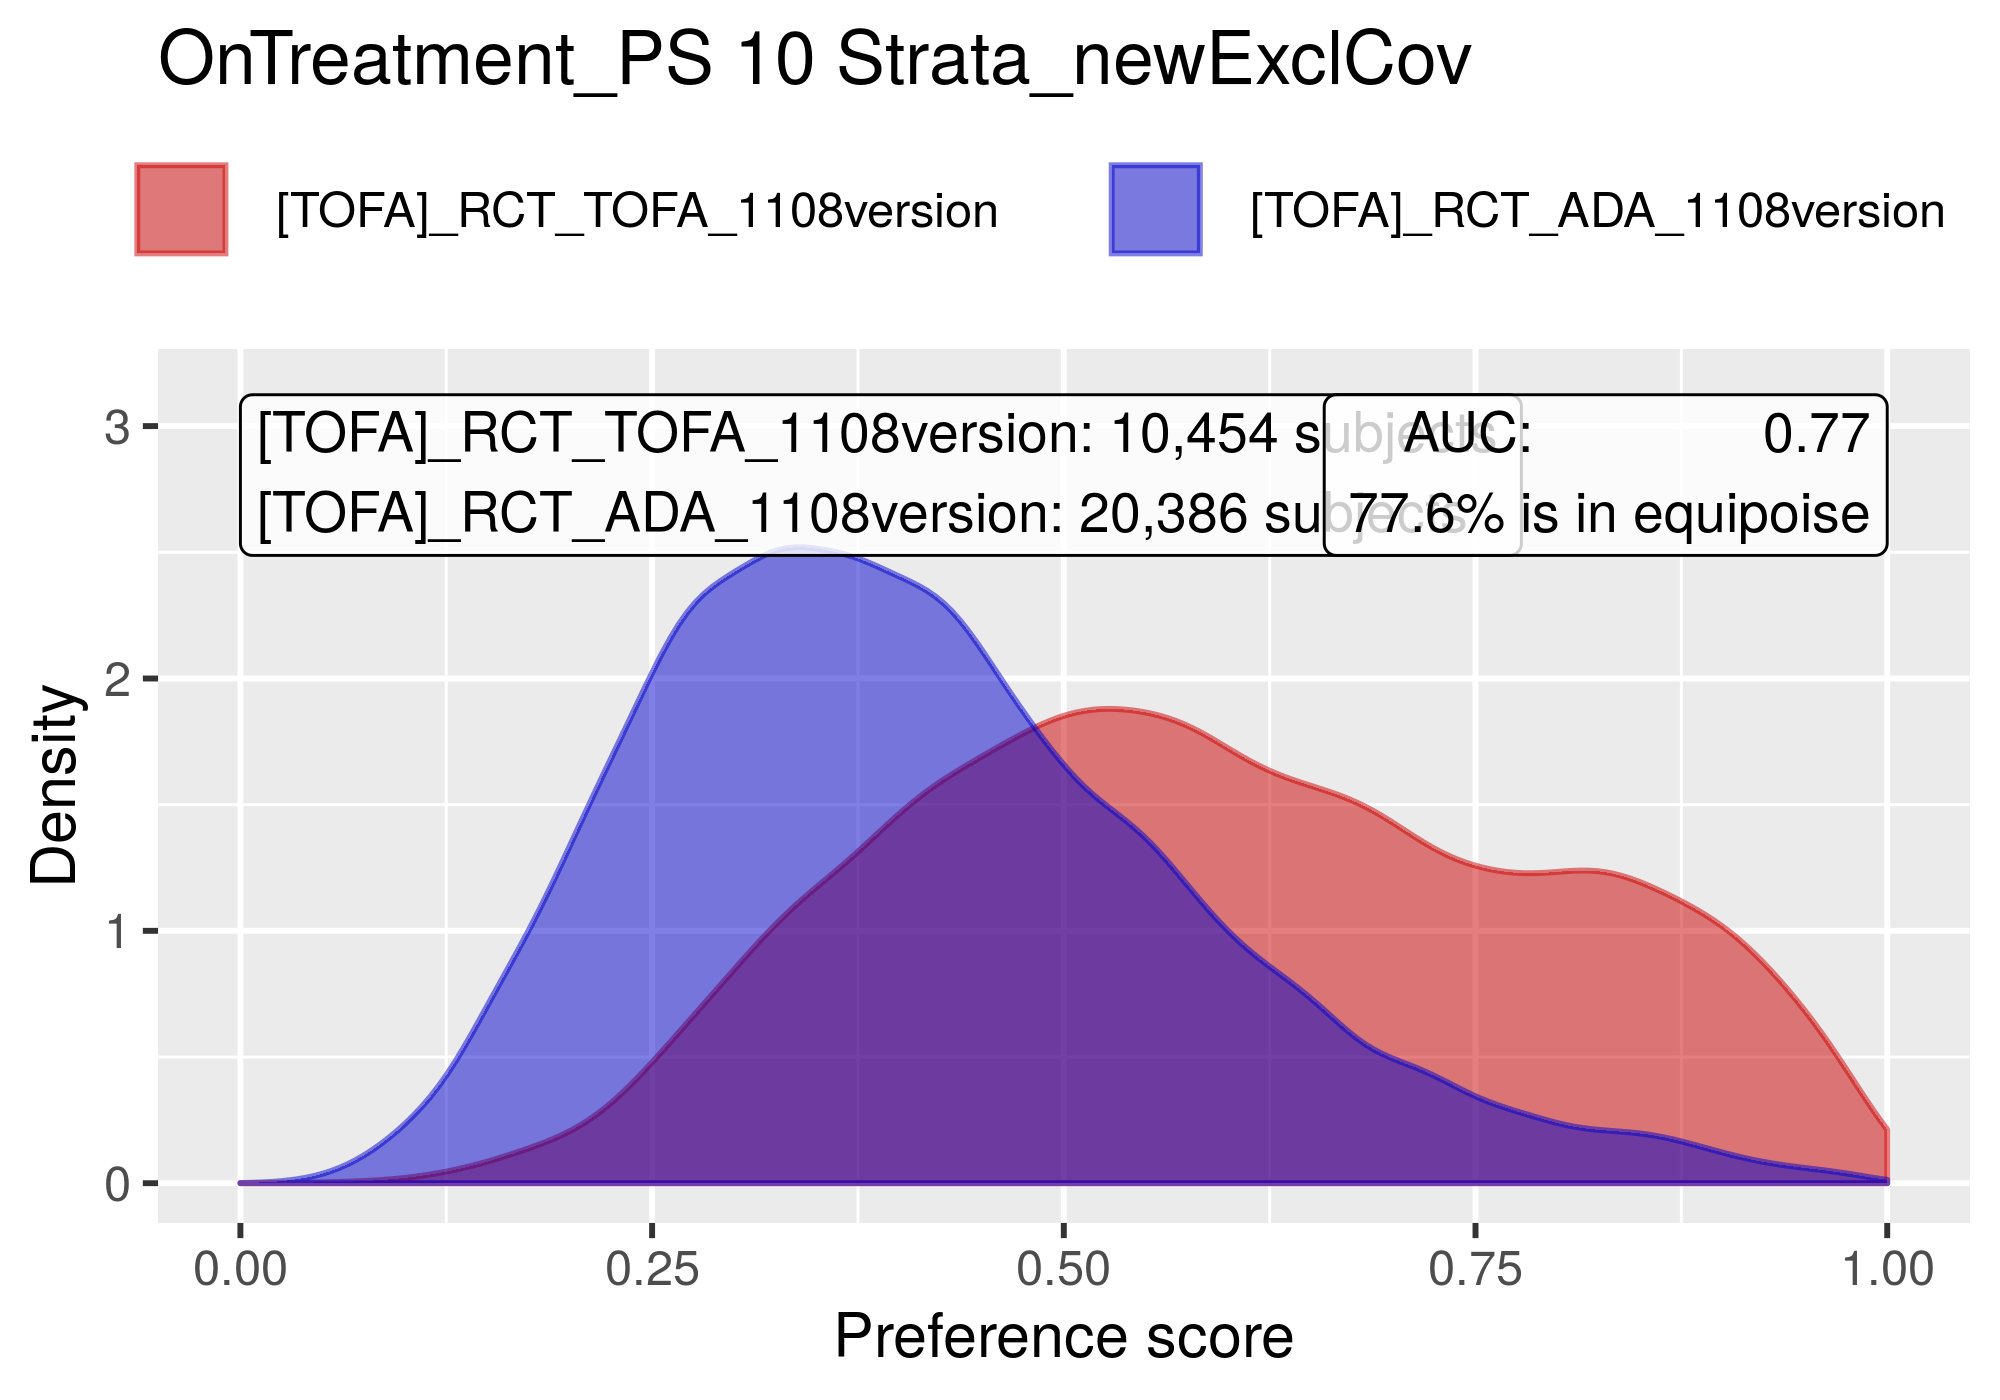 OnTreatment_PS 10 Strata_newExclCov
[TOFA]_RCT_TOFA_1108version
[TOFA]_RCT_ADA_1108version
[TOFA]_RCT_TOFA_1108version: 10,454 subjects
AUC: 0.77
[TOFA]_RCT_ADA_1108version: 20,386 subjects
77.6% is in equipoise
3
2
1
0
Density
0.00 0.25 0.50 0.75 1.00
Preference score